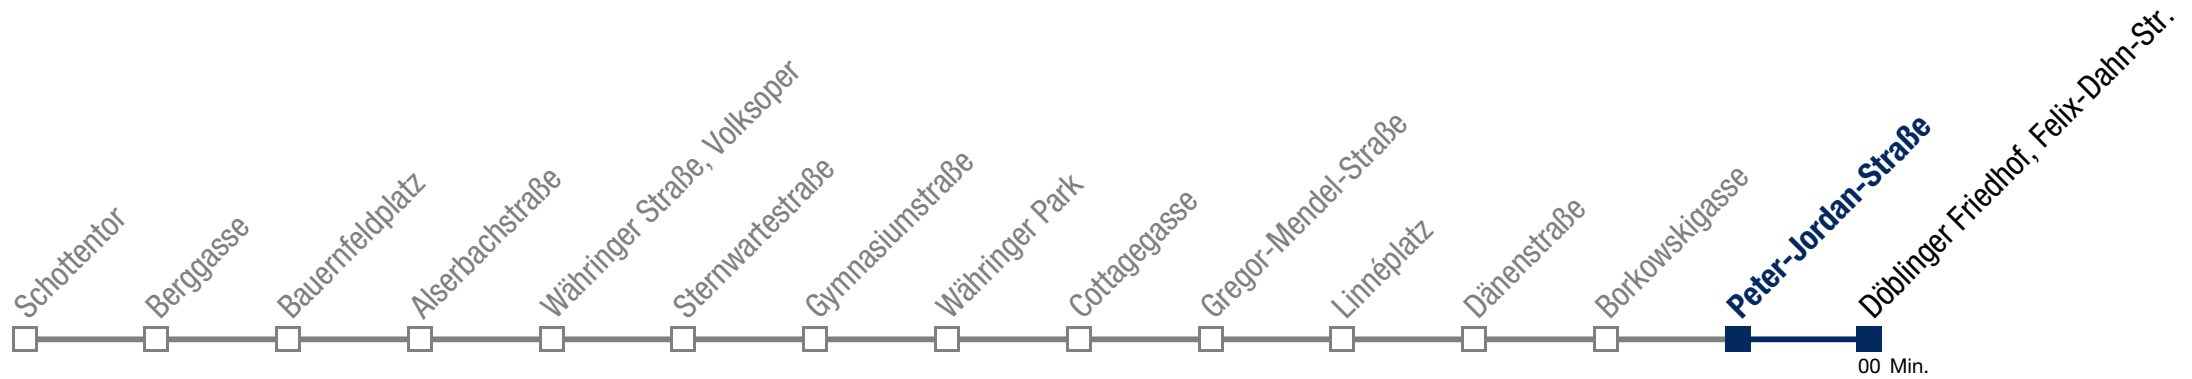 Schottentor
Berggasse
Bauernfeldplatz
Alserbachstraße
Währinger Straße, Volksoper
Sternwartestraße
Gymnasiumstraße
Währinger Park
Cottagegasse
Gregor-Mendel-Straße
Linnéplatz
Dänenstraße
Borkowskigasse
Peter-Jordan-Straße
Döblinger Friedhof, Felix-Dahn-Str.
00 Min.